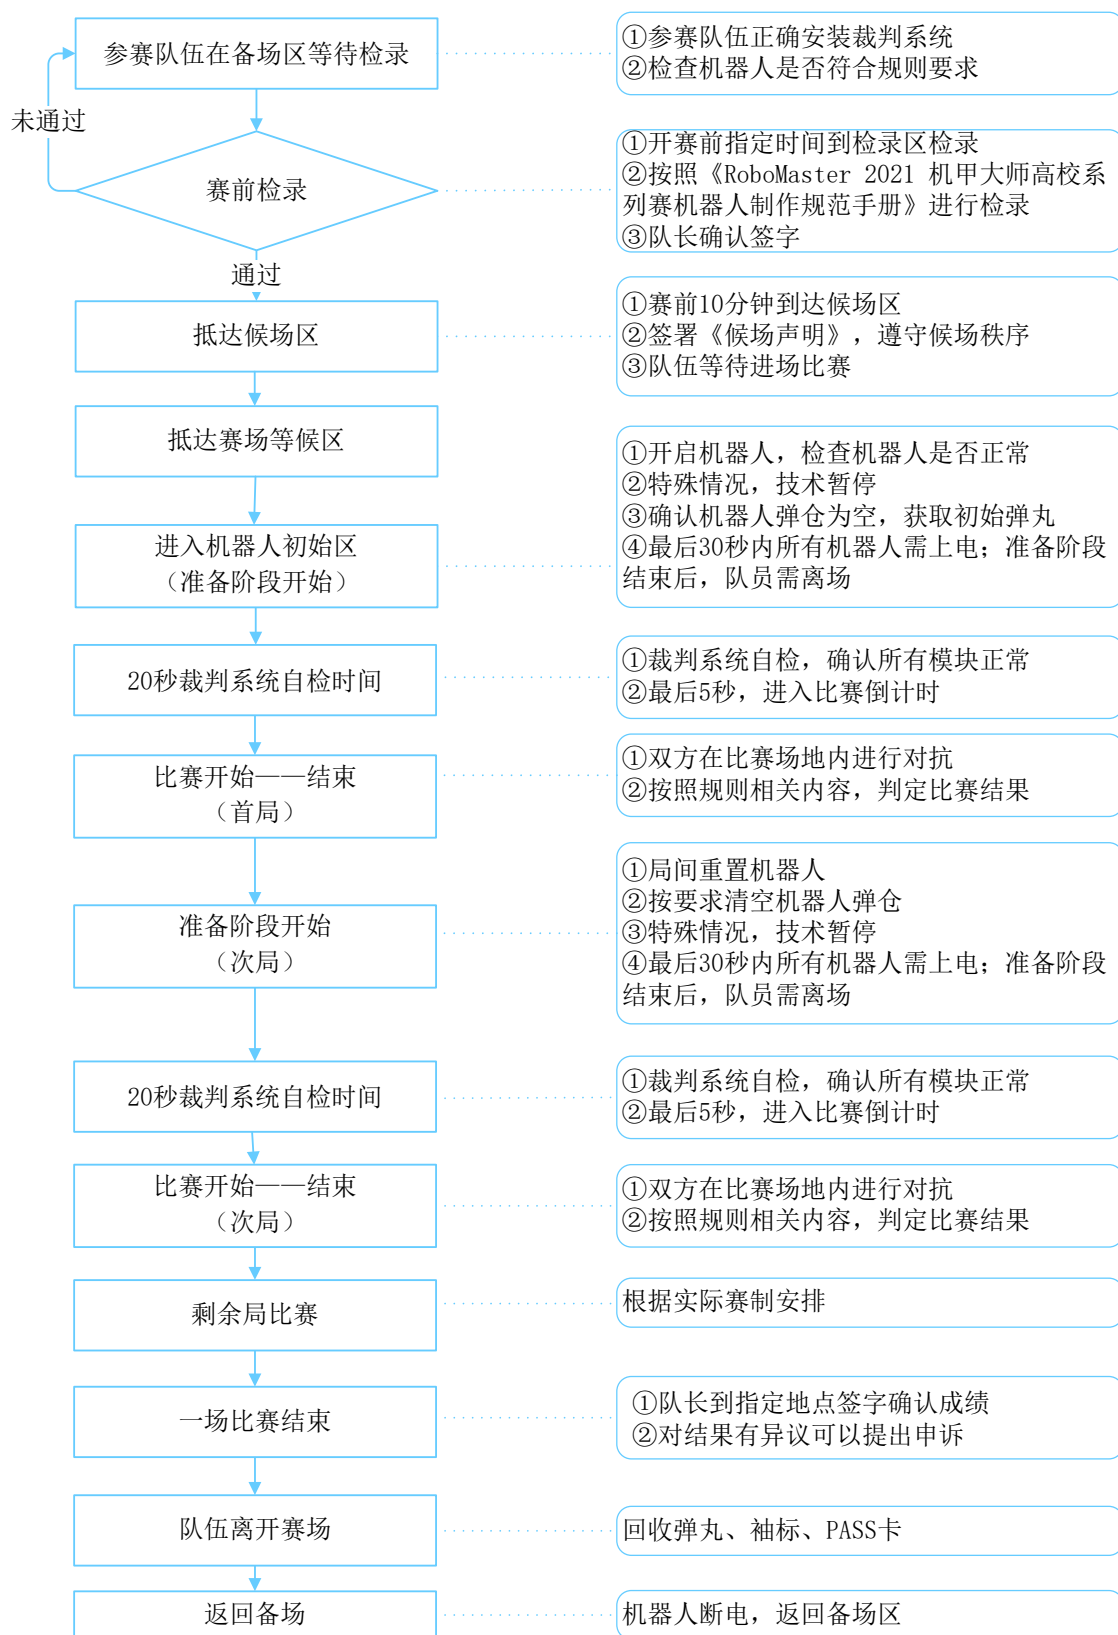 参赛队伍在备场区等待检录
①参赛队伍正确安装裁判系统
②检查机器人是否符合规则要求
未通过
赛前检录
①开赛前指定时间到检录区检录
②按照《RoboMaster 2021 机甲大师高校系
列赛机器人制作规范手册》进行检录
③队长确认签字
通过
抵达候场区
①赛前10分钟到达候场区
②签署《候场声明》，遵守候场秩序
③队伍等待进场比赛
抵达赛场等候区
进入机器人初始区
（准备阶段开始）
①开启机器人，检查机器人是否正常
②特殊情况，技术暂停
③确认机器人弹仓为空，获取初始弹丸
④最后30秒内所有机器人需上电；准备阶段
结束后，队员需离场
20秒裁判系统自检时间
①裁判系统自检，确认所有模块正常
②最后5秒，进入比赛倒计时
比赛开始——结束
（首局）
①双方在比赛场地内进行对抗
②按照规则相关内容，判定比赛结果
准备阶段开始
（次局）
①局间重置机器人
②按要求清空机器人弹仓
③特殊情况，技术暂停
④最后30秒内所有机器人需上电；准备阶段
结束后，队员需离场
20秒裁判系统自检时间
①裁判系统自检，确认所有模块正常
②最后5秒，进入比赛倒计时
比赛开始——结束
（次局）
①双方在比赛场地内进行对抗
②按照规则相关内容，判定比赛结果
剩余局比赛
根据实际赛制安排
一场比赛结束
①队长到指定地点签字确认成绩
②对结果有异议可以提出申诉
队伍离开赛场
回收弹丸、袖标、PASS卡
返回备场
机器人断电，返回备场区